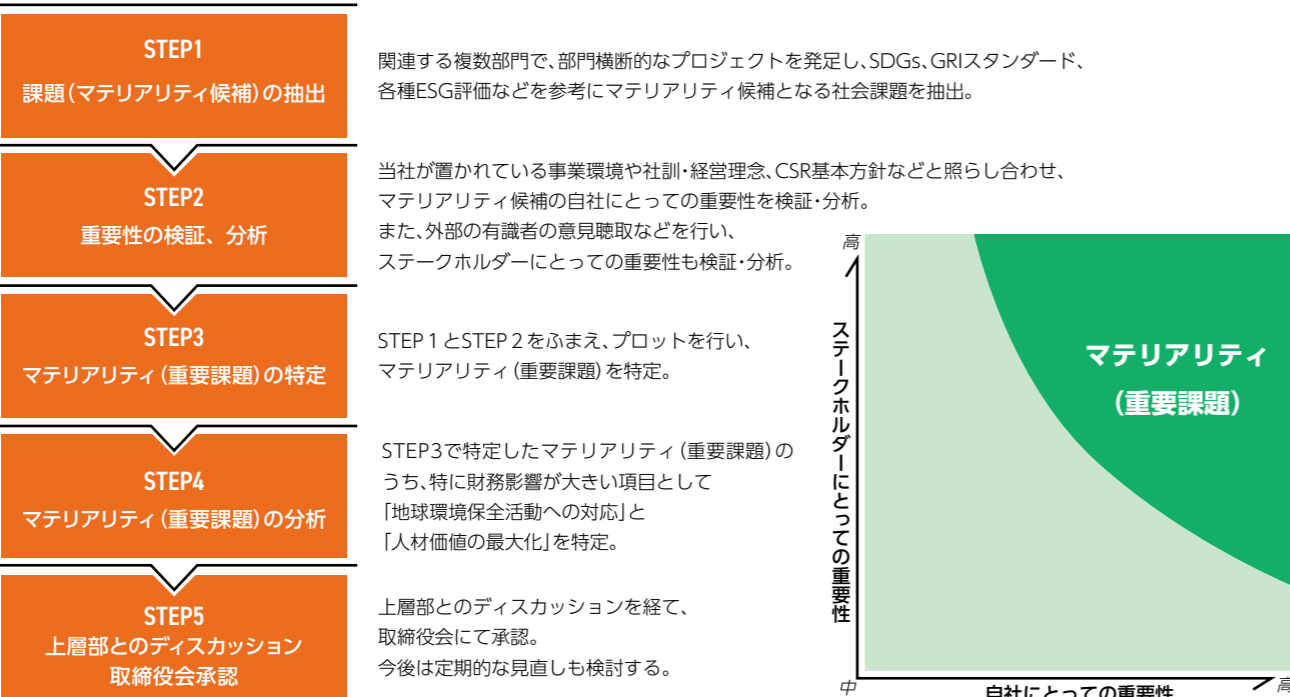 STEP1
課題（マテリアリティ候補）の抽出
関連する複数部門で、部門横断的なプロジェクトを発足し、SDGs、GRIスタンダード、
各種ESG評価などを参考にマテリアリティ候補となる社会課題を抽出。
STEP2
重要性の検証、分析
当社が置かれている事業環境や社訓・経営理念、CSR基本方針などと照らし合わせ、
マテリアリティ候補の自社にとっての重要性を検証・分析。
また、外部の有識者の意見聴取などを行い、
ステークホルダーにとっての重要性も検証・分析。
STEP3
マテリアリティ（重要課題）の特定
STEP 1 とSTEP 2 をふまえ、プロットを行い、
マテリアリティ（重要課題）を特定。
STEP4
マテリアリティ（重要課題）の分析
STEP3で特定したマテリアリティ（重要課題）の
うち、特に財務影響が大きい項目として
「地球環境保全活動への対応」と
「人材価値の最大化」を特定。
STEP5
上層部とのディスカッション
取締役会承認
上層部とのディスカッションを経て、
取締役会にて承認。
今後は定期的な見直しも検討する。
高
ステークホルダーにとっての重要性
マテリアリティ
（重要課題）
中
自社にとっての重要性
高